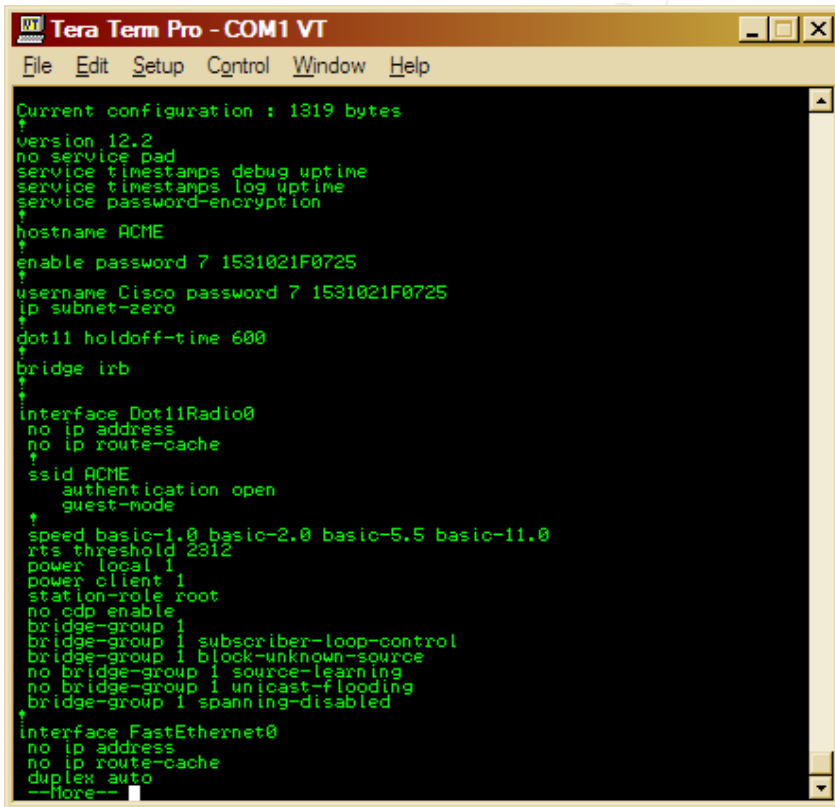 Tera Term Pro - COM1 VT
File Edit Setup Control Window Help
Current configuration : 1319 bytes
!
version 12.2
no service pad
service timestamps debug uptime
service timestamps log uptime
service password-encryption
!
hostname ACME
!
enable password 7 1531021F0725
!
username Cisco password 7 1531021F0725
ip subnet-zero
!
dot11 holdoff-time 600
!
bridge irb
!
!
interface Dot11Radio0
no ip address
no ip route-cache
!
ssid ACME
authentication open
guest-mode
!
speed basic-1.0 basic-2.0 basic-5.5 basic-11.0
rts threshold 2312
power local 1
power client 1
station-role root
no cdp enable
bridge-group 1
bridge-group 1 subscriber-loop-control
bridge-group 1 block-unknown-source
no bridge-group 1 source-learning
no bridge-group 1 unicast-flooding
bridge-group 1 spanning-disabled
!
interface FastEthernet0
no ip address
no ip route-cache
duplex auto
--More--